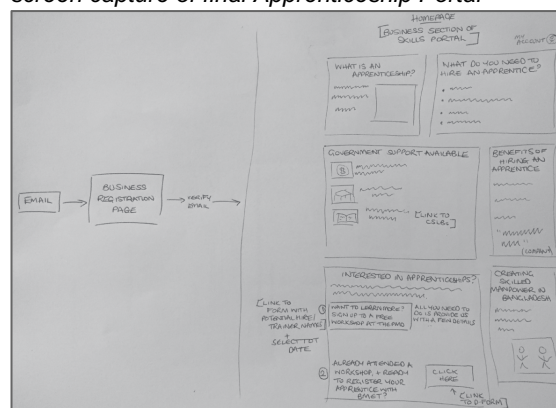 screen capture of final Apprenticeship Portal
EMAIL
BUSINESS
REGISTRATION
PAGE
VERIFY
EMAIL
HOMEPAGE
[BUSINESS SECTION OF
SKILLS PORTAL]
MY
ACCOUNT
WHAT IS AN
APPRENTICESHIP?
WHAT DO YOU NEED TO
HIRE AN APPRENTICE?
GOVERNMENT SUPPORT AVAILABLE
[LINK TO
BENEFITS OF
HIRING AN
APPRENTICE
(COMPANY)
INTERESTED IN APPRENTICESHIPS?
[LINK TO
FORM WITH
POTENTIAL HIRE/
TRAINER NAMES]
+
SELECT TOT
DATE
①
WANT TO LEARN MORE?
SIGN UP TO A FREE
WORKSHOP AT THE PMO
ALL YOU NEED TO
DO IS PROVIDE US
WITH A FEW DETAILS
②
ALREADY ATTENDED A
WORKSHOP, + READY
TO REGISTER YOUR
APPRENTICE WITH
BMET?
CLICK
HERE
[LINK
TO D-FORM]
CREATING
SKILLED
MANPOWER IN
BANGLADESH